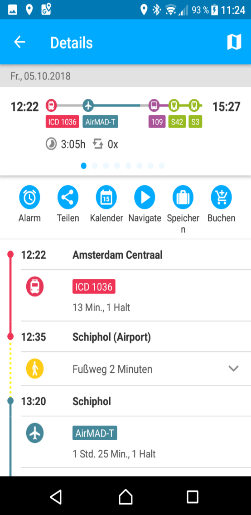 93 % 11:24
Details
Fr., 05.10.2018
12:22 15:27
ICD 1036 AirMAD-T 109 S42 S3
3:05h 0x
Alarm Teilen Kalender Navigate Speicher
n Buchen
12:22 Amsterdam Centraal
ICD 1036
13 Min., 1 Halt
12:35 Schiphol (Airport)
Fußweg 2 Minuten
13:20 Schiphol
AirMAD-T
1 Std. 25 Min., 1 Halt